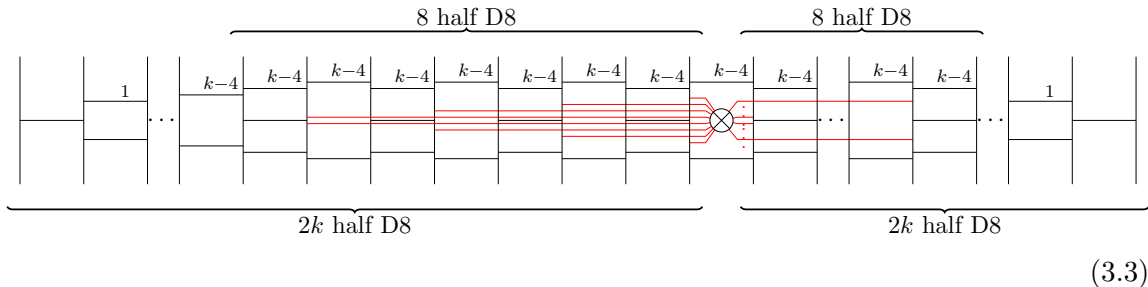 8 half D8 8 half D8
1 ... k−4 k−4 k−4 k−4 k−4 k−4 k−4 k−4 k−4 k−4 ... k−4 k−4 ... 1
2k half D8 2k half D8
(3.3)